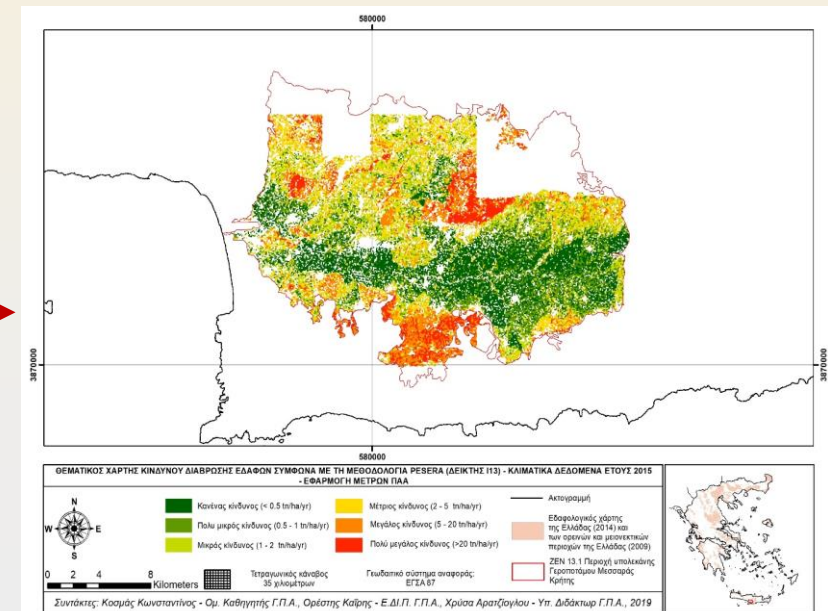 580000
3870000
3870000
580000
ΘΕΜΑΤΙΚΟΣ ΧΑΡΤΗΣ ΚΙΝΔΥΝΟΥ ΔΙΑΒΡΩΣΗΣ ΕΔΑΦΩΝ ΣΥΜΦΩΝΑ ΜΕ ΤΗ ΜΕΘΟΔΟΛΟΓΙΑ PESERA (ΔΕΙΚΤΗΣ Ι13) - ΚΛΙΜΑΤΙΚΑ ΔΕΔΟΜΕΝΑ ΕΤΟΥΣ 2015
- ΕΦΑΡΜΟΓΗ ΜΕΤΡΩΝ ΠΑΑ
N
W E
S
Κανένας κίνδυνος (< 0.5 tn/ha/yr)
Πολυ μικρός κίνδυνος (0.5 - 1 tn/ha/yr)
Μικρός κίνδυνος (1 - 2 tn/ha/yr)
Μέτριος κίνδυνος (2 - 5 tn/ha/yr)
Μεγάλος κίνδυνος (5 - 20 tn/ha/yr)
Πολύ μεγάλος κίνδυνος (>20 tn/ha/yr)
Ακτογραμμή
Εδαφολογικός χάρτης
της Ελλάδας (2014) και
των ορεινών και μειονεκτικών
περιοχών της Ελλάδας (2009)
ZEN 13.1 Περιοχή υπολεκάνης
Γεροποτάμου Μεσσαράς
Κρήτης
0 2 4 8
Kilometers
Τετραγωνικός κάναβος
35 χιλιομέτρων
Γεωδαιτικό σύστημα αναφοράς:
ΕΓΣΑ 87
Συντάκτες: Κοσμάς Κωνσταντίνος - Ομ. Καθηγητής Γ.Π.Α., Ορέστης Καΐρης - Ε.ΔΙ.Π. Γ.Π.Α., Χρύσα Αρατζίογλου - Υπ. Διδάκτωρ Γ.Π.Α., 2019